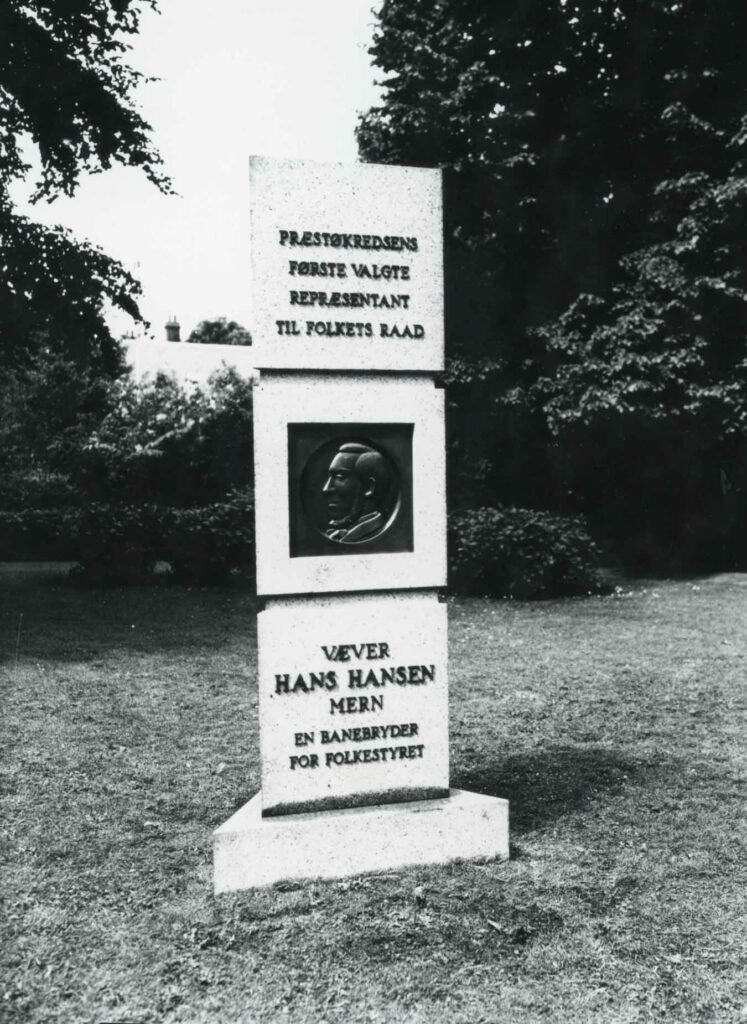 PRÆSTØKREDSENS
FØRSTE VALGTE
REPRÆSENTANT
TIL FOLKETS RAAD
VÆVER
HANS HANSEN
MERN
EN BANEBRYDER
FOR FOLKESTYRET